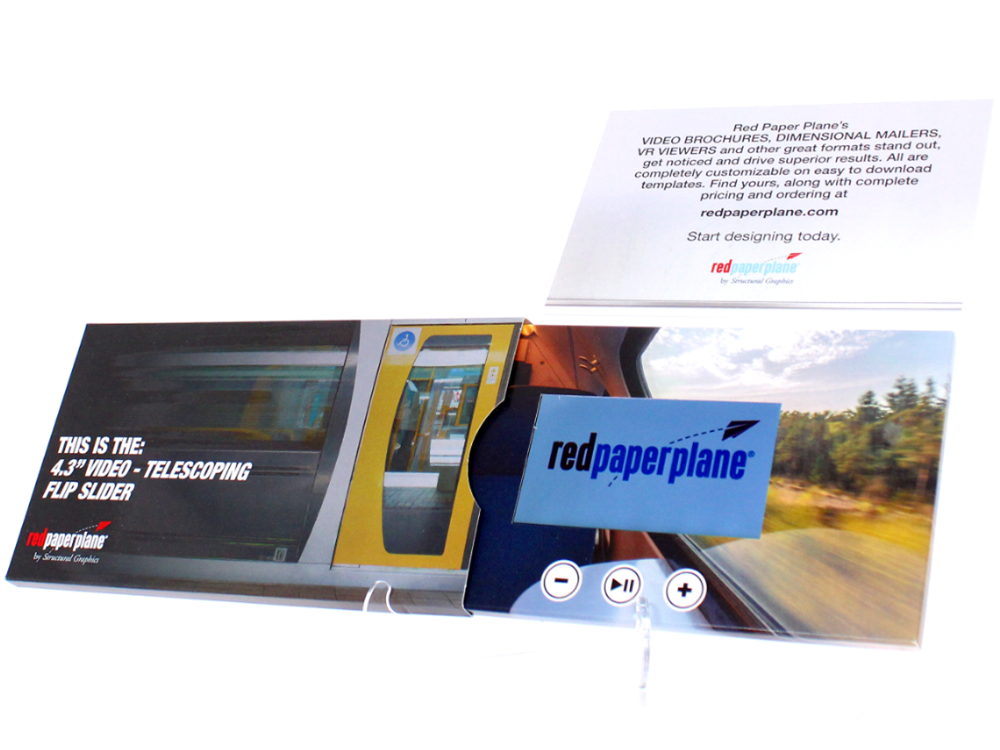 Red Paper Plane's
VIDEO BROCHURES, DIMENSIONAL MAILERS,
VR VIEWERS and other great formats stand out,
get noticed and drive superior results. All are
completely customizable on easy to download
templates. Find yours, along with complete
pricing and ordering at
redpaperplane.com
Start designing today.
redpaperplane
by Structural Graphics
THIS IS THE:
4.3” VIDEO - TELESCOPING
FLIP SLIDER
redpaperplane
by Structural Graphics
redpaperplane®